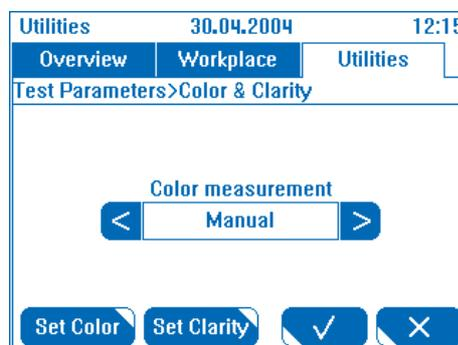 Utilities 30.04.2004 12:15
Overview Workplace Utilities
Test Parameters>Color & Clarity
Color measurement
< Manual >
Set Color Set Clarity ✓ ✕